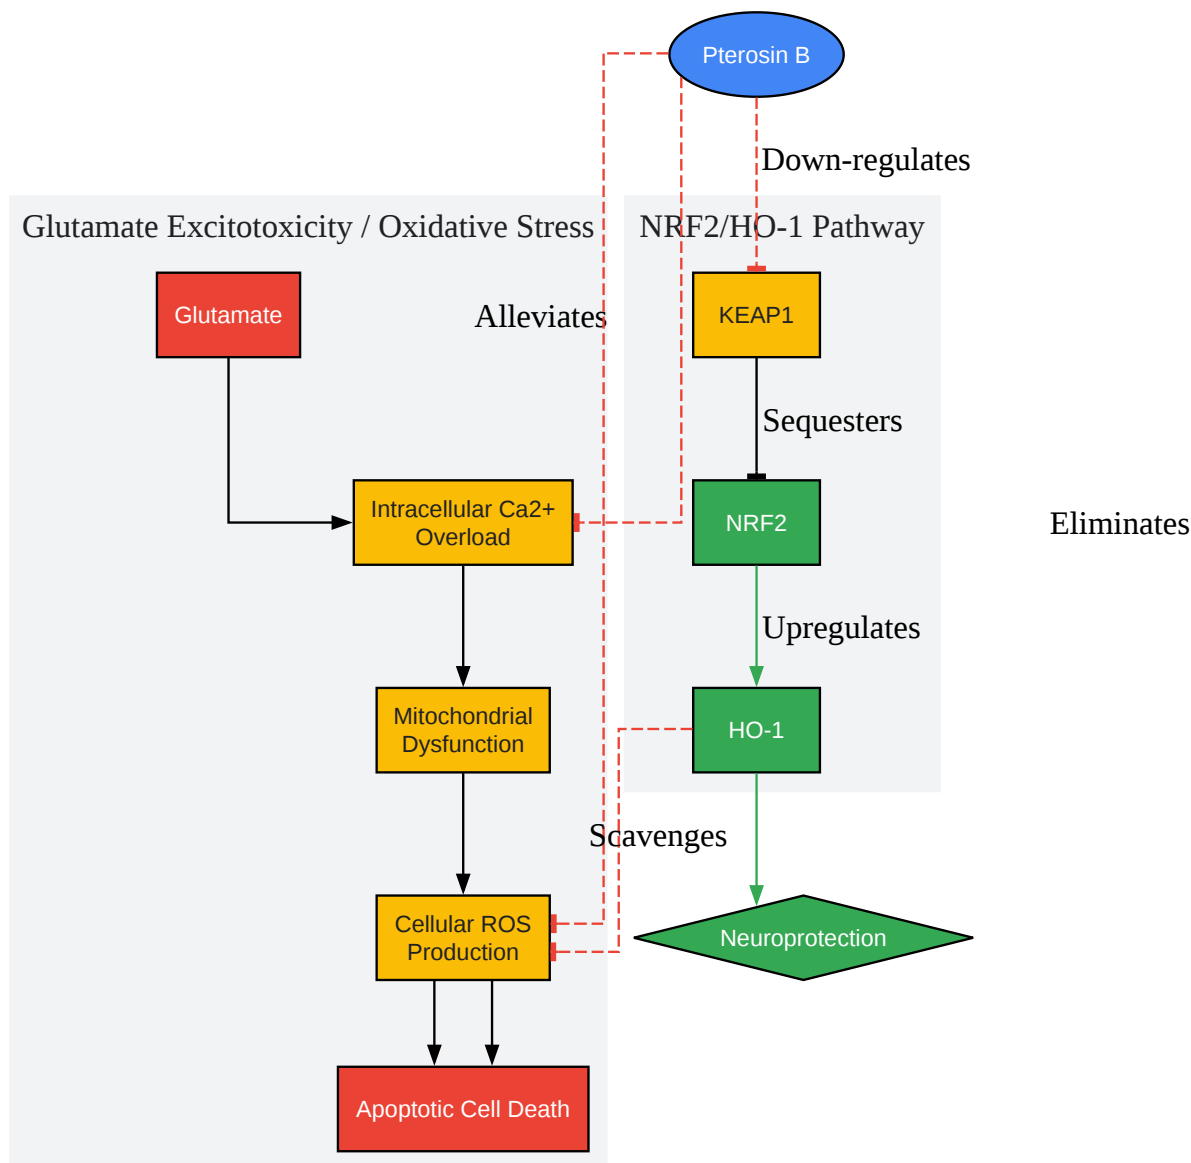 Pterosin B
Down-regulates
Glutamate Excitotoxicity / Oxidative Stress
NRF2/HO-1 Pathway
Glutamate
Alleviates
KEAP1
Sequesters
Intracellular Ca2+
Overload
NRF2
Eliminates
Upregulates
Mitochondrial
Dysfunction
HO-1
Scavenges
Cellular ROS
Production
Neuroprotection
Apoptotic Cell Death